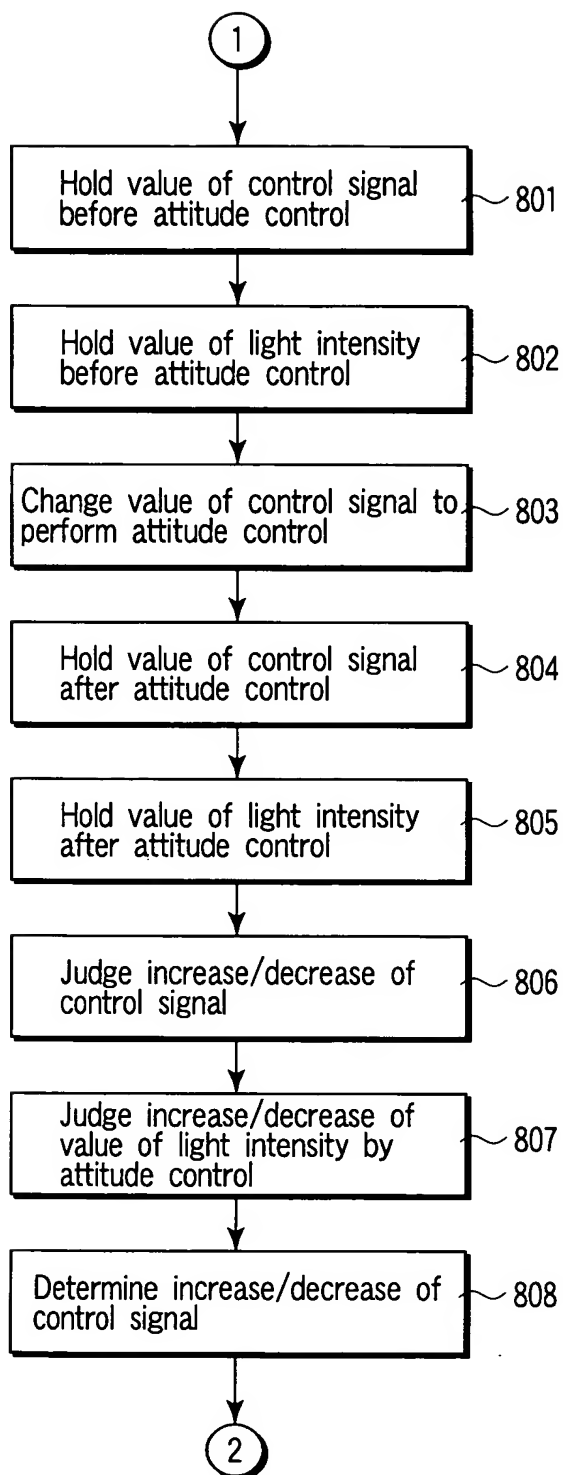 1
Hold value of control signal
before attitude control
801
Hold value of light intensity
before attitude control
802
Change value of control signal to
perform attitude control
803
Hold value of control signal
after attitude control
804
Hold value of light intensity
after attitude control
805
Judge increase/decrease of
control signal
806
Judge increase/decrease of
value of light intensity by
attitude control
807
Determine increase/decrease of
control signal
808
2